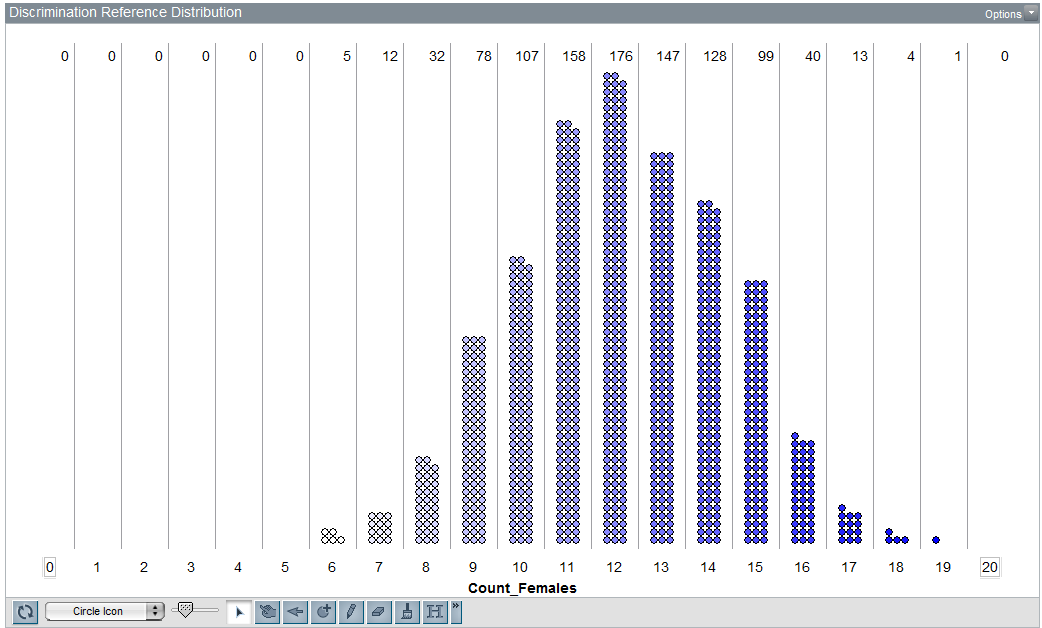 Discrimination Reference Distribution
Options
0 0 0 0 0 0 5 12 32 78 107 158 176 147 128 99 40 13 4 1 0
0 1 2 3 4 5 6 7 8 9 10 11 12 13 14 15 16 17 18 19 20
Count_Females
Circle Icon